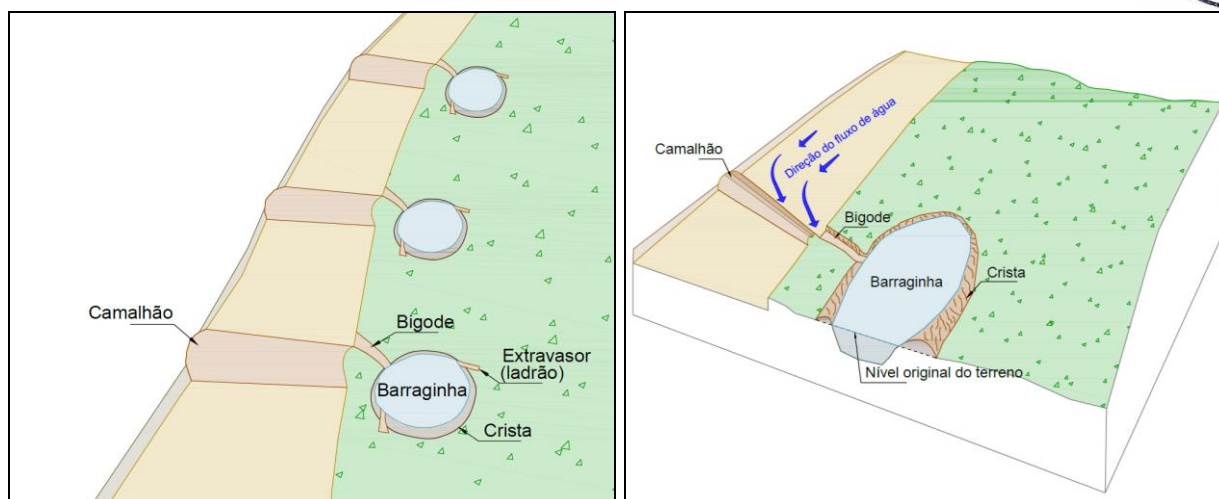 Camalhão
Bigode
Extravasor
(ladrão)
Barraginha
Crista
Direção do fluxo de água
Camalhão
Bigode
Barraginha
Crista
Nível original do terreno